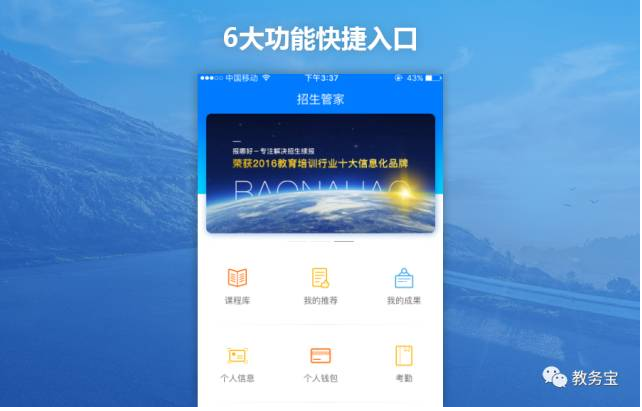 6大功能快捷入口
中国移动 下午3:37 43%
招生管家
报哪好－专注解决招生续报
荣获2016教育培训行业十大信息化品牌
BAONAHAO
课程库 我的推荐 我的成果
个人信息 个人钱包 考勤
教务宝